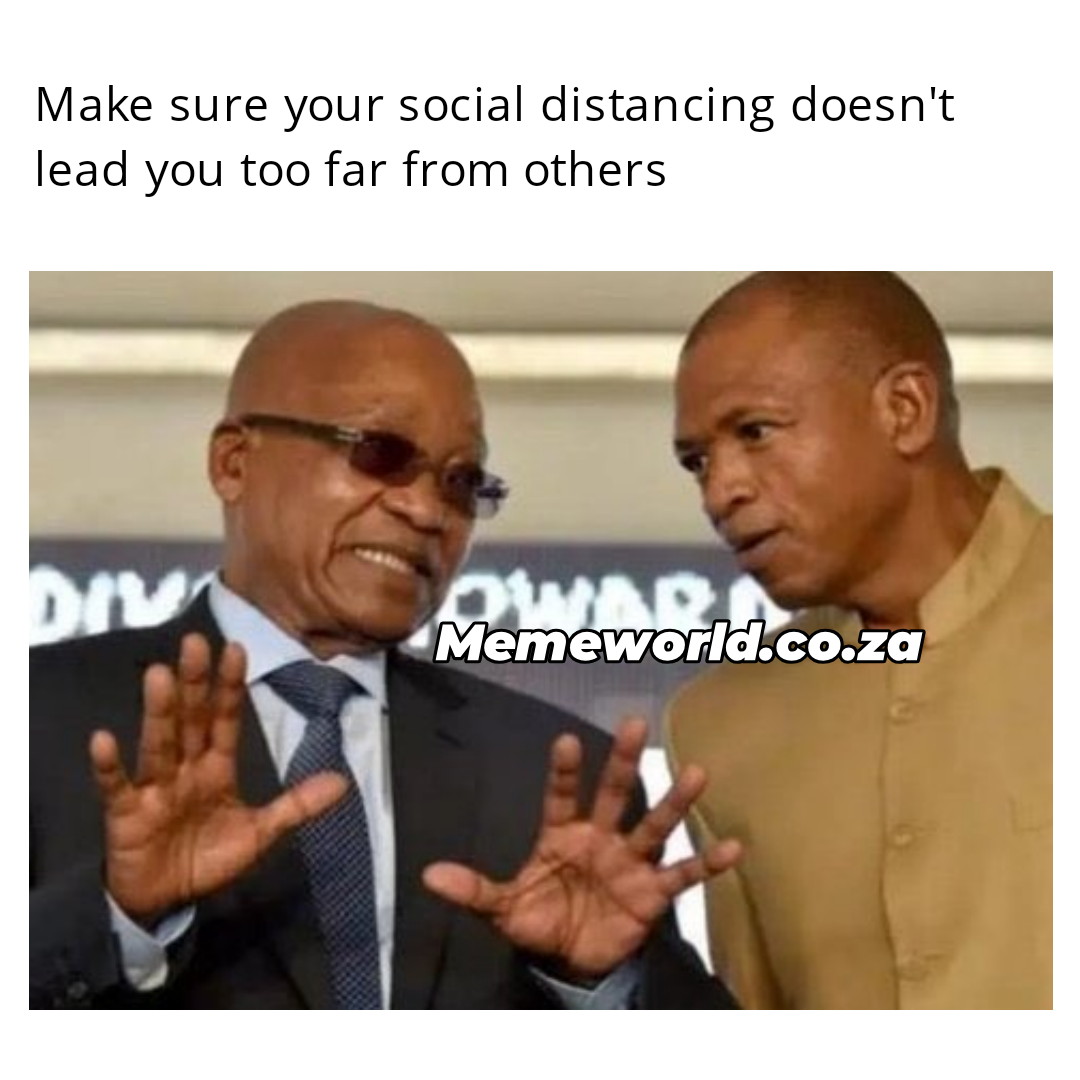 Make sure your social distancing doesn't
lead you too far from others
Memeworld.co.za